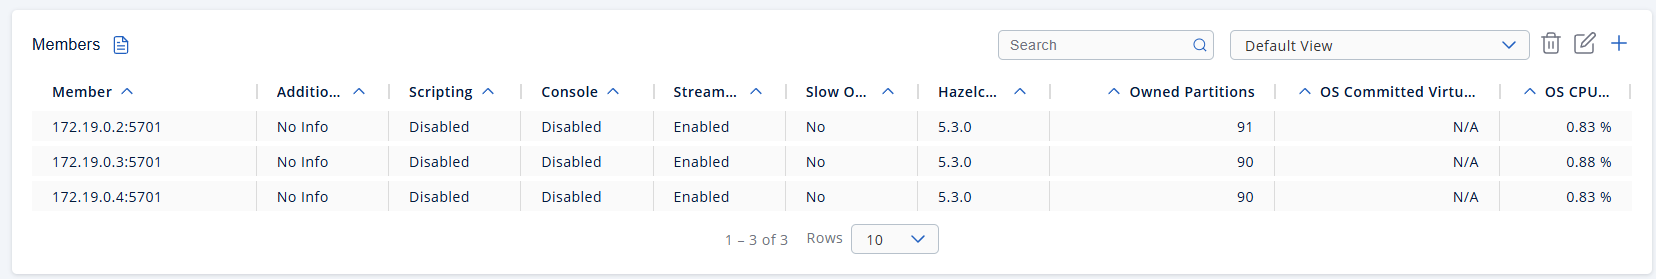 Members Search Default View
Member Additio... Scripting Console Stream... Slow O... Hazelc... Owned Partitions OS Committed Virtu... OS CPU...
172.19.0.2:5701 No Info Disabled Disabled Enabled No 5.3.0 91 N/A 0.83 %
172.19.0.3:5701 No Info Disabled Disabled Enabled No 5.3.0 90 N/A 0.88 %
172.19.0.4:5701 No Info Disabled Disabled Enabled No 5.3.0 90 N/A 0.83 %
1 – 3 of 3 Rows 10